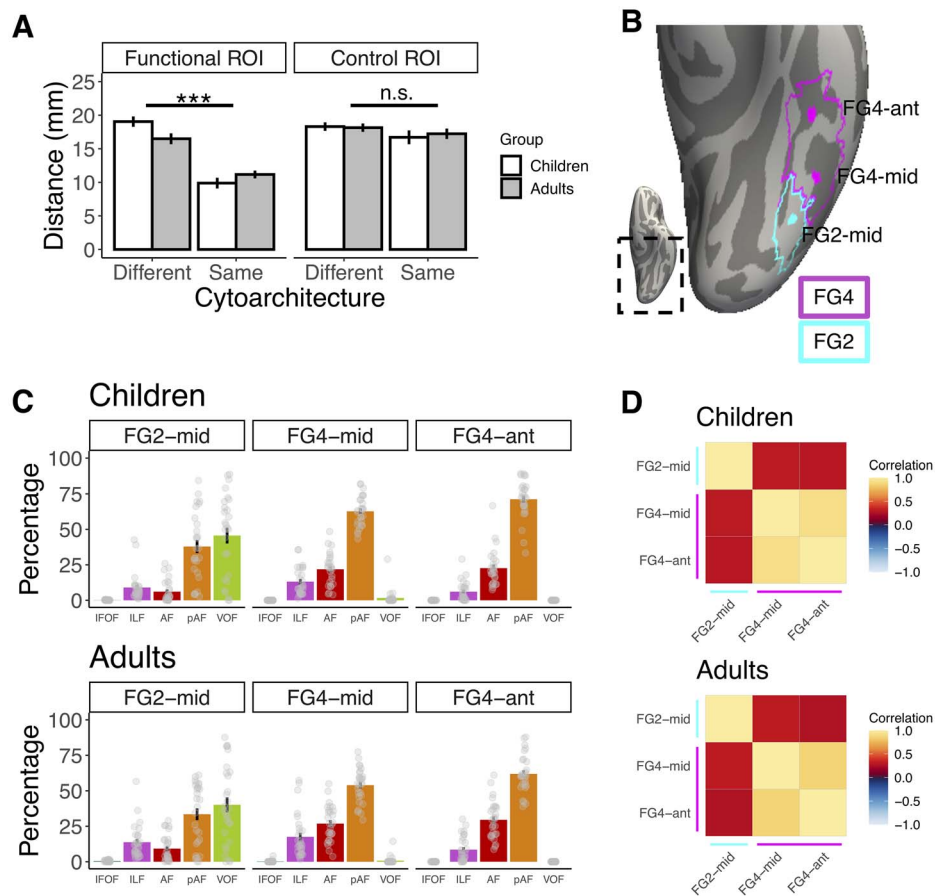 A
Functional ROI
Control ROI
Distance (mm)
25
20
15
10
5
0
***
n.s.
Different
Same
Different
Same
Cytoarchitecture
Group
Children
Adults
B
FG4-ant
FG4-mid
FG2-mid
FG4
FG2
C
Children
FG2-mid
FG4-mid
FG4-ant
Percentage
100
75
50
25
0
IFOF ILF AF pAF VOF
IFOF ILF AF pAF VOF
IFOF ILF AF pAF VOF
Adults
FG2-mid
FG4-mid
FG4-ant
Percentage
100
75
50
25
0
IFOF ILF AF pAF VOF
IFOF ILF AF pAF VOF
IFOF ILF AF pAF VOF
D
Children
FG2-mid
FG4-mid
FG4-ant
FG2-mid
FG4-mid
FG4-ant
Correlation
1.0
0.5
0.0
−0.5
−1.0
Adults
FG2-mid
FG4-mid
FG4-ant
FG2-mid
FG4-mid
FG4-ant
Correlation
1.0
0.5
0.0
−0.5
−1.0